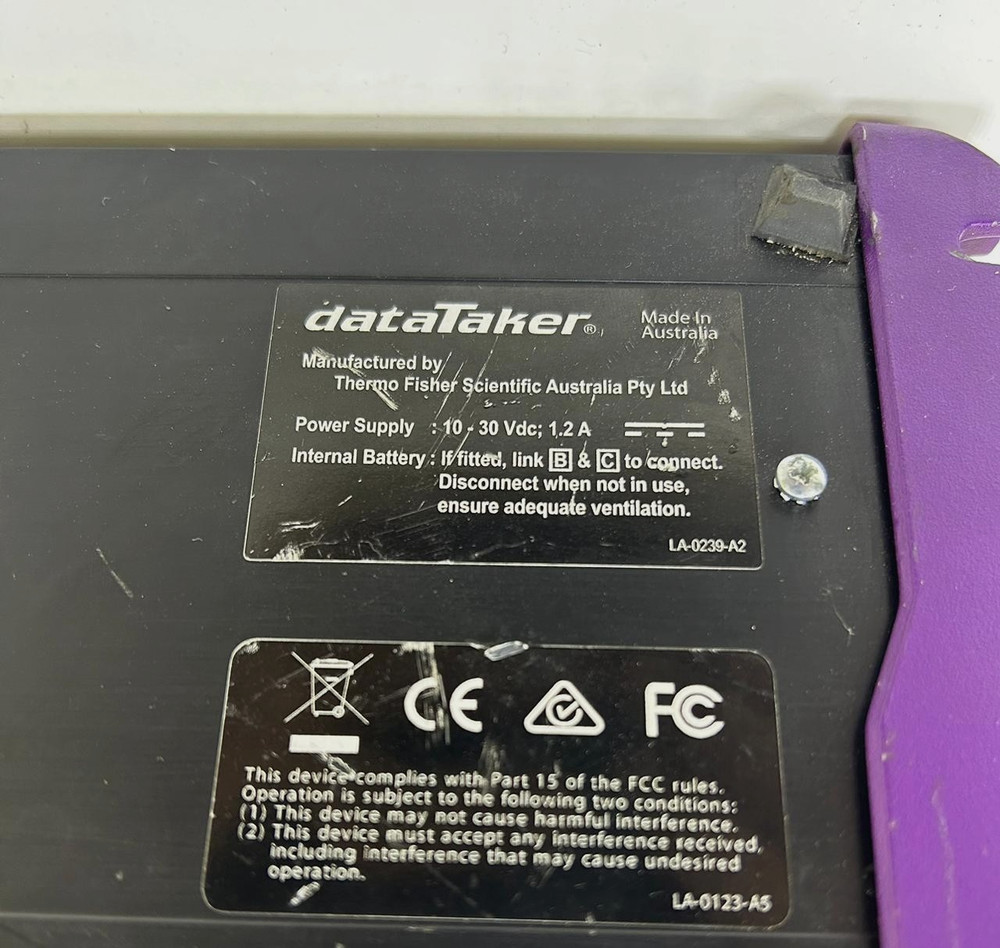 dataTaker®
Made In
Australia
Manufactured by
Thermo Fisher Scientific Australia Pty Ltd
Power Supply : 10 - 30 Vdc; 1.2 A
Internal Battery : If fitted, link B & C to connect.
Disconnect when not in use,
ensure adequate ventilation.
LA-0239-A2
CE
FC
This device complies with Part 15 of the FCC rules.
Operation is subject to the following two conditions:
(1) This device may not cause harmful interference.
(2) This device must accept any interference received,
including interference that may cause undesired
operation.
LA-0123-A5